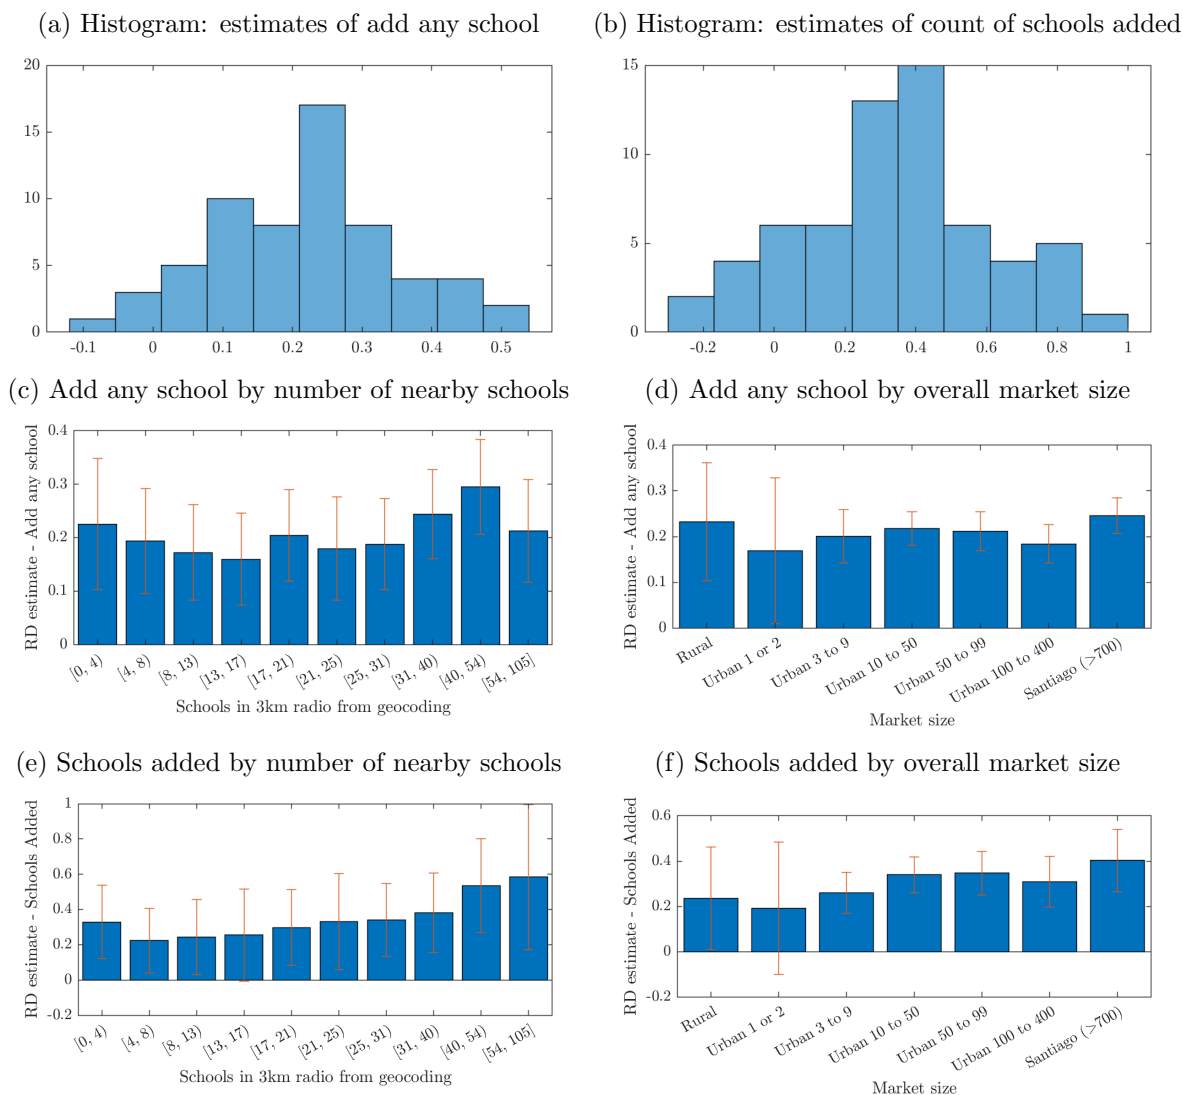 (a) Histogram: estimates of add any school
20
15
10
5
0
-0.1 0 0.1 0.2 0.3 0.4 0.5
(b) Histogram: estimates of count of schools added
15
10
5
0
-0.2 0 0.2 0.4 0.6 0.8 1
(c) Add any school by number of nearby schools
RD estimate - Add any school
0.4
0.3
0.2
0.1
0
[0, 4) [4, 8) [8, 13) [13, 17) [17, 21) [21, 25) [25, 31) [31, 40) [40, 54) [54, 105]
Schools in 3km radio from geocoding
(d) Add any school by overall market size
RD estimate - Add any school
0.4
0.3
0.2
0.1
0
Rural Urban 1 or 2 Urban 3 to 9 Urban 10 to 50 Urban 50 to 99 Urban 100 to 400 Santiago (>700)
Market size
(e) Schools added by number of nearby schools
RD estimate - Schools Added
1
0.8
0.6
0.4
0.2
0
-0.2
[0, 4) [4, 8) [8, 13) [13, 17) [17, 21) [21, 25) [25, 31) [31, 40) [40, 54) [54, 105]
Schools in 3km radio from geocoding
(f) Schools added by overall market size
RD estimate - Schools Added
0.6
0.4
0.2
0
-0.2
Rural Urban 1 or 2 Urban 3 to 9 Urban 10 to 50 Urban 50 to 99 Urban 100 to 400 Santiago (>700)
Market size